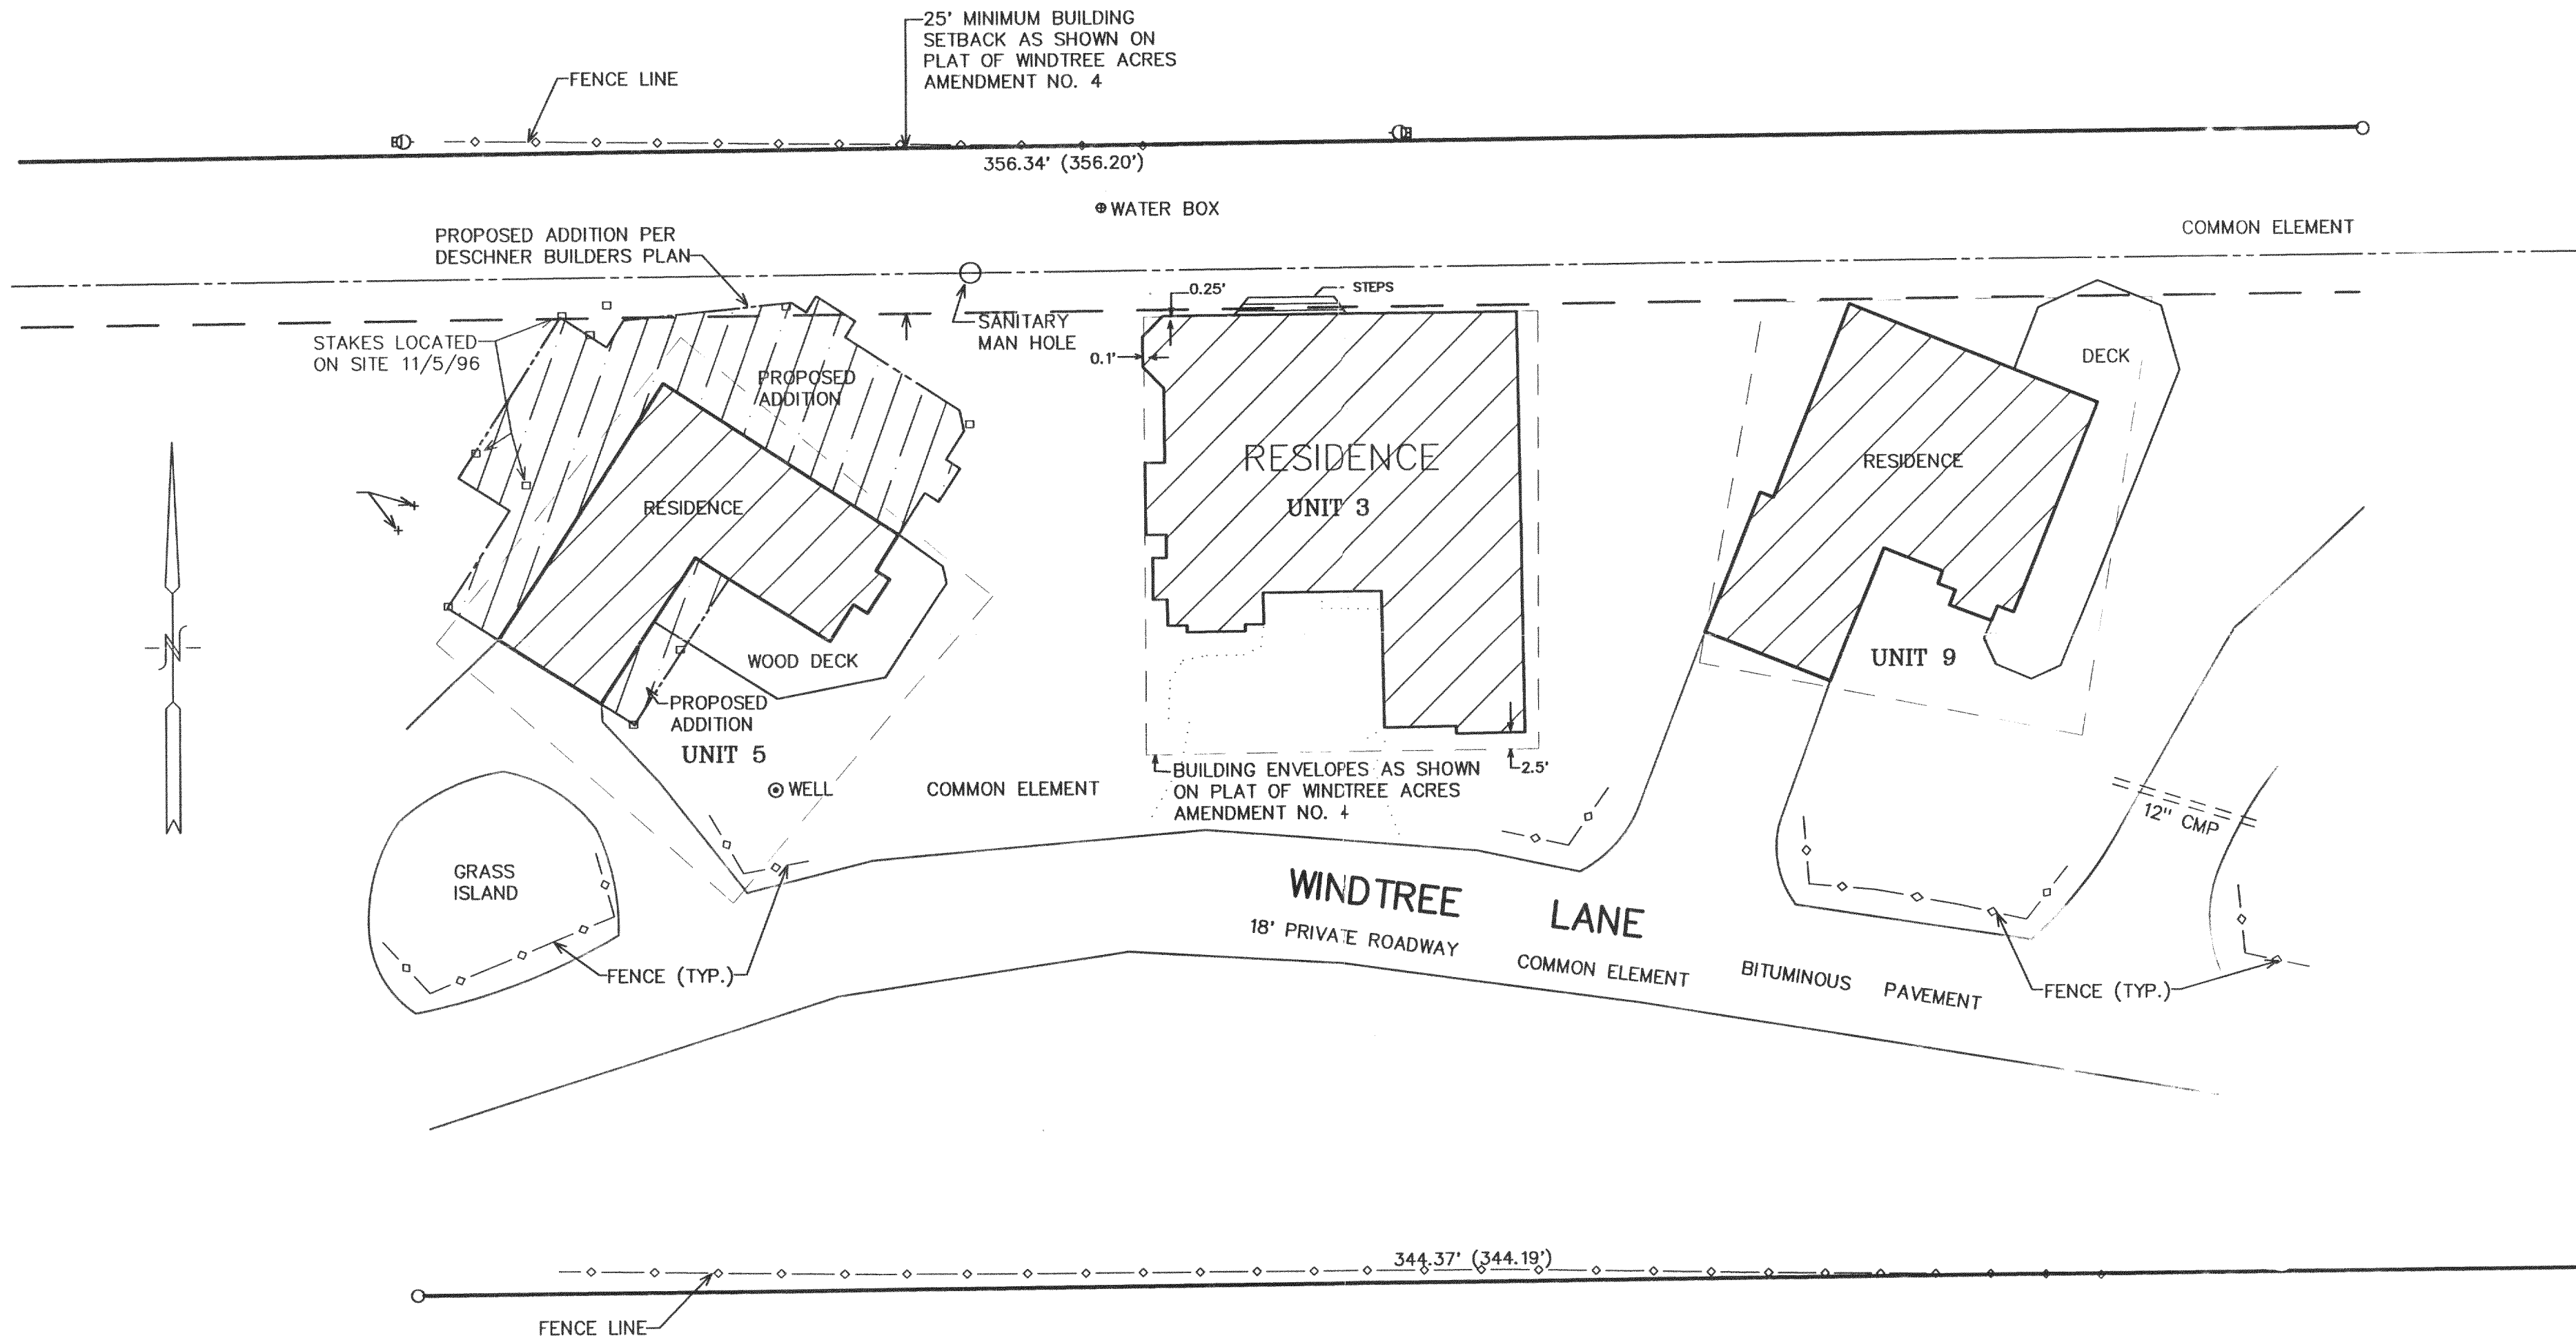 25' MINIMUM BUILDING
SETBACK AS SHOWN ON
PLAT OF WINDTREE ACRES
AMENDMENT NO. 4
FENCE LINE
356.34' (356.20')
WATER BOX
COMMON ELEMENT
PROPOSED ADDITION PER
DESCHNER BUILDERS PLAN
0.25'
STEPS
SANITARY
MAN HOLE
STAKES LOCATED
ON SITE 11/5/96
0.1'
DECK
PROPOSED
ADDITION
RESIDENCE
UNIT 3
RESIDENCE
RESIDENCE
N
WOOD DECK
UNIT 9
PROPOSED
ADDITION
UNIT 5
WELL
COMMON ELEMENT
BUILDING ENVELOPES AS SHOWN
ON PLAT OF WINDTREE ACRES
AMENDMENT NO. 4
2.5'
12" CMP
GRASS
ISLAND
WINDTREE LANE
18' PRIVATE ROADWAY
COMMON ELEMENT
BITUMINOUS PAVEMENT
FENCE (TYP.)
FENCE (TYP.)
344.37' (344.19')
FENCE LINE